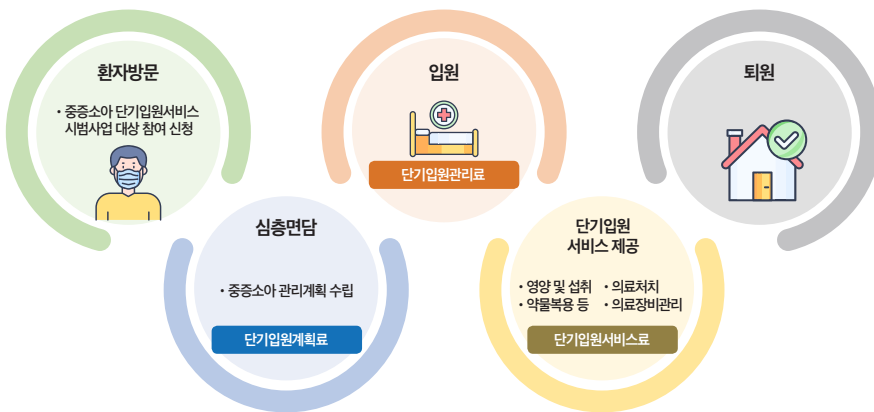 환자방문
• 중증소아 단기입원서비스
시범사업 대상 참여 신청
심층면담
• 중증소아 관리계획 수립
단기입원계획료
입원
단기입원관리료
단기입원
서비스 제공
• 영양 및 섭취 • 의료처치
• 약물복용 등 • 의료장비관리
단기입원서비스료
퇴원